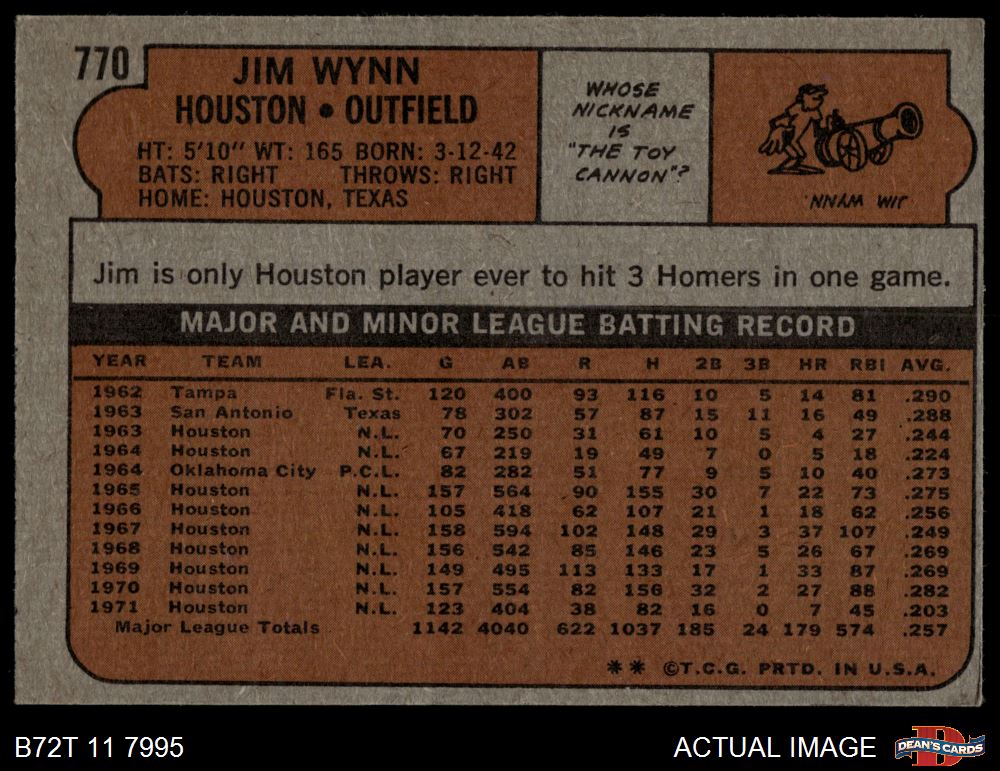 770
JIM WYNN
HOUSTON • OUTFIELD
HT: 5'10" WT: 165 BORN: 3-12-42
BATS: RIGHT THROWS: RIGHT
HOME: HOUSTON, TEXAS
WHOSE
NICKNAME
IS
"THE TOY
CANNON"?
JIM WYNN
Jim is only Houston player ever to hit 3 Homers in one game.
MAJOR AND MINOR LEAGUE BATTING RECORD
YEAR TEAM LEA. G AB R H 2B 3B HR RBI AVG.
1962 Tampa Fla. St. 120 400 93 116 10 5 14 81 .290
1963 San Antonio Texas 78 302 57 87 15 11 16 49 .288
1963 Houston N.L. 70 250 31 61 10 5 4 27 .244
1964 Houston N.L. 67 219 19 49 7 0 5 18 .224
1964 Oklahoma City P.C.L. 82 282 51 77 9 5 10 40 .273
1965 Houston N.L. 157 564 90 155 30 7 22 73 .275
1966 Houston N.L. 105 418 62 107 21 1 18 62 .256
1967 Houston N.L. 158 594 102 148 29 3 37 107 .249
1968 Houston N.L. 156 542 85 146 23 5 26 67 .269
1969 Houston N.L. 149 495 113 133 17 1 33 87 .269
1970 Houston N.L. 157 554 82 156 32 2 27 88 .282
1971 Houston N.L. 123 404 38 82 16 0 7 45 .203
Major League Totals 1142 4040 622 1037 185 24 179 574 .257
** ©T.C.G. PRTD. IN U.S.A.
B72T 11 7995
ACTUAL IMAGE
D
DEAN'S CARDS